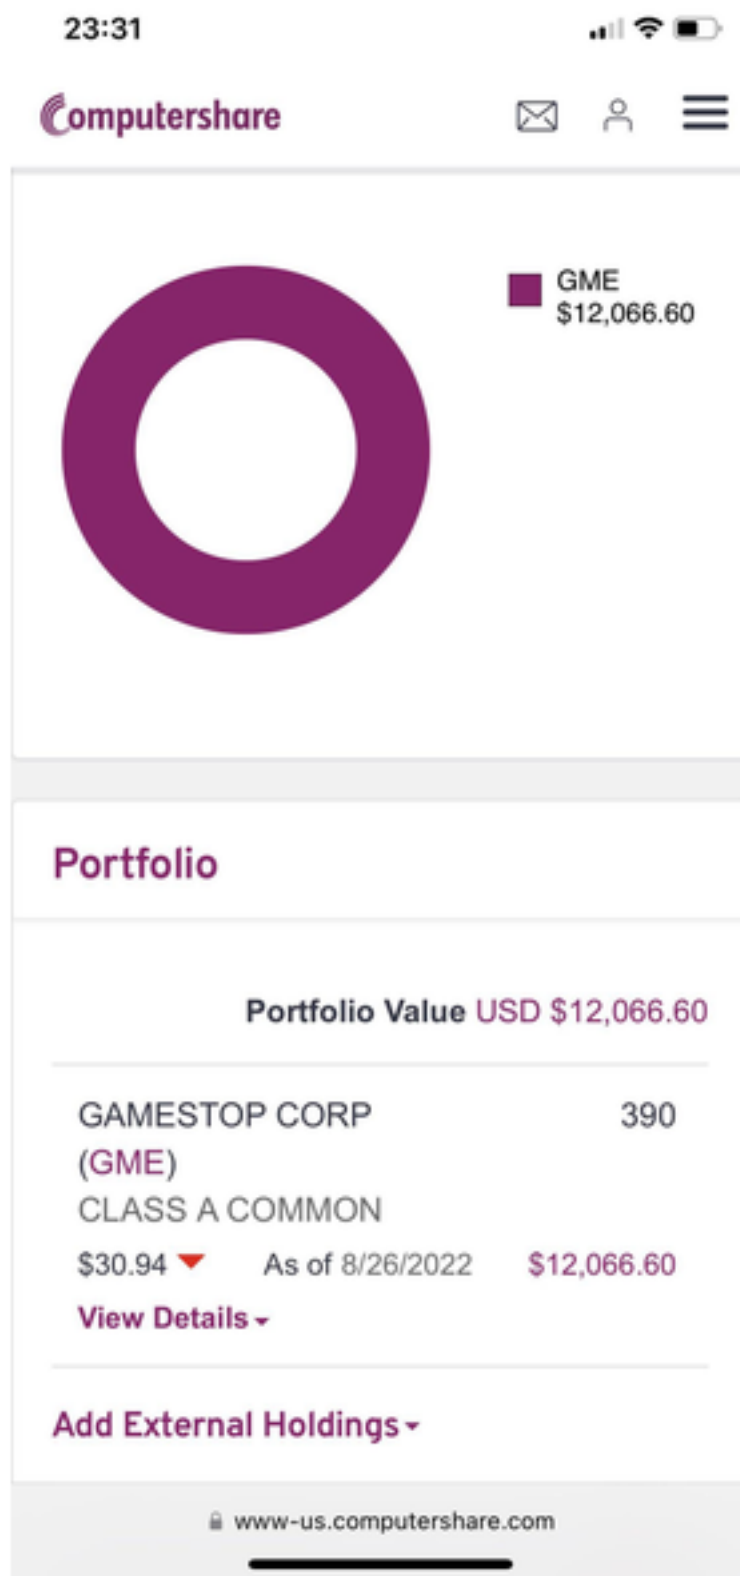 23:31
Computershare
GME
$12,066.60
Portfolio
Portfolio Value USD $12,066.60
GAMESTOP CORP 390
(GME)
CLASS A COMMON
$30.94 As of 8/26/2022 $12,066.60
View Details
Add External Holdings
www-us.computershare.com